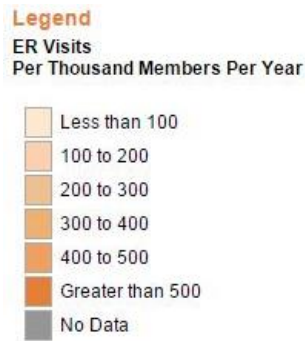 Legend
ER Visits
Per Thousand Members Per Year
Less than 100
100 to 200
200 to 300
300 to 400
400 to 500
Greater than 500
No Data